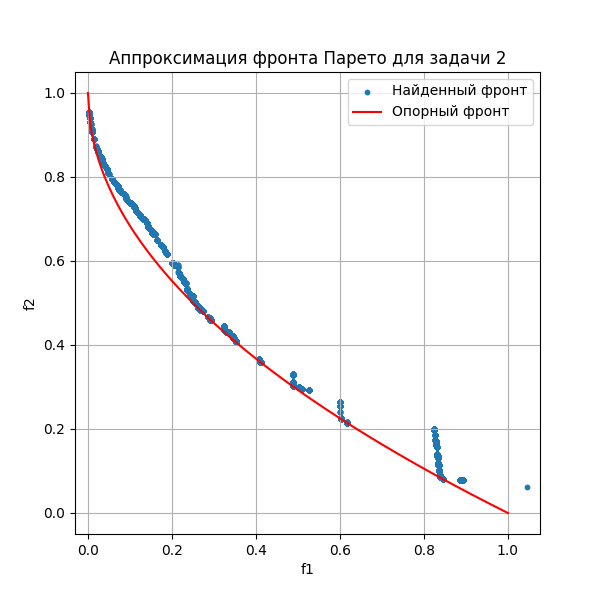 Аппроксимация фронта Парето для задачи 2
Найденный фронт
Опорный фронт
1.0
0.8
0.6
0.4
0.2
0.0
f2
0.0 0.2 0.4 0.6 0.8 1.0
f1